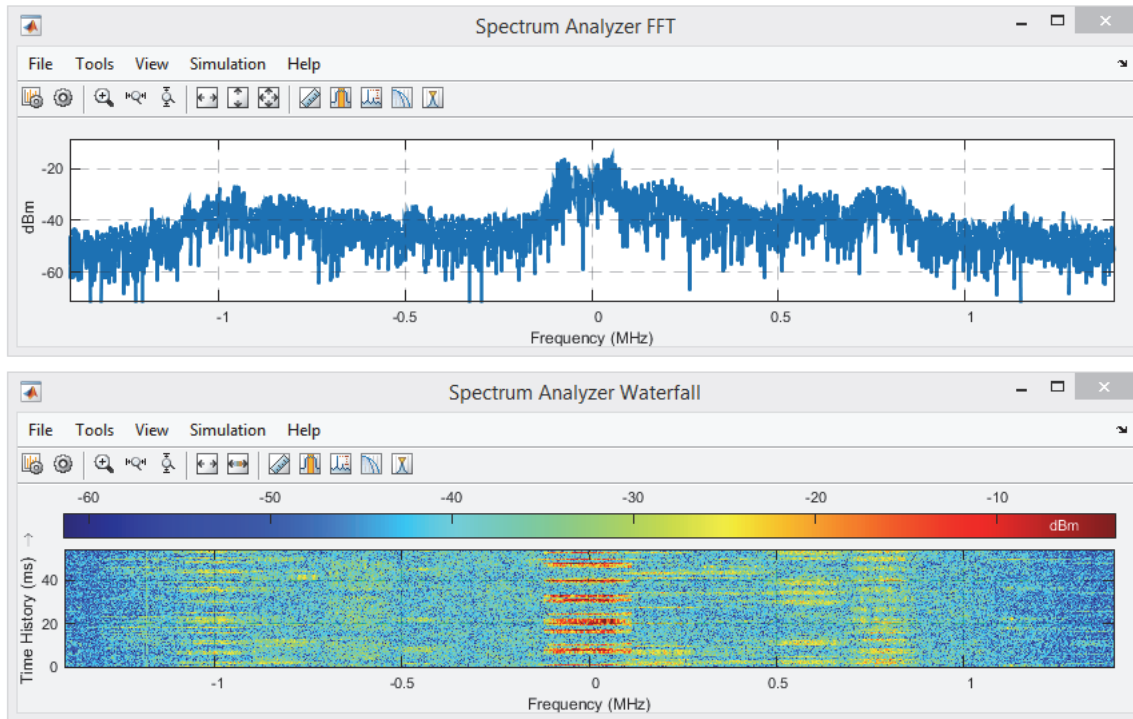 Spectrum Analyzer FFT
File Tools View Simulation Help
dBm
-20
-40
-60
-1 -0.5 0 0.5 1
Frequency (MHz)
Spectrum Analyzer Waterfall
File Tools View Simulation Help
-60 -50 -40 -30 -20 -10
dBm
Time History (ms)
40
20
0
-1 -0.5 0 0.5 1
Frequency (MHz)